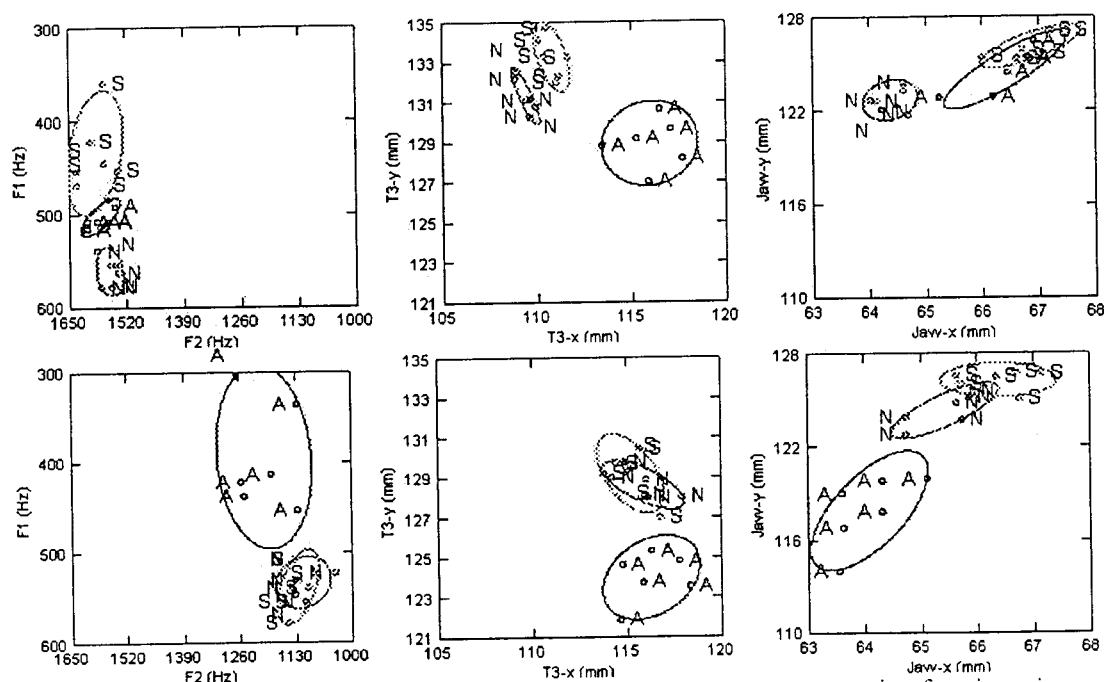 300
400
500
600
F1 (Hz)
1650 1520 1390 1260 1130 1000
F2 (Hz)
S
S
S
S
S
A
A A A
A
N
N
N
N
135
133
131
129
127
125
123
121
T3-y (mm)
105 110 115 120
T3-x (mm)
N S S
N S S S
N N
N N
A
A A
A A
A
128
122
116
110
Jaw-y (mm)
63 64 65 66 67 68
Jaw-x (mm)
S S
S A S
A
A A
N
N N
N N
N
A
300
400
500
600
F1 (Hz)
1650 1520 1390 1260 1130 1000
F2 (Hz)
A
A
A
A
A
S
S N
N
S S N
N
S
135
133
131
129
127
125
123
121
T3-y (mm)
105 110 115 120
T3-x (mm)
S
N
N N
N N N
S
A
A A
A A
A
128
122
116
110
Jaw-y (mm)
63 64 65 66 67 68
Jaw-x (mm)
S S S S S
N N
N N S
N N
A A A
A A
A